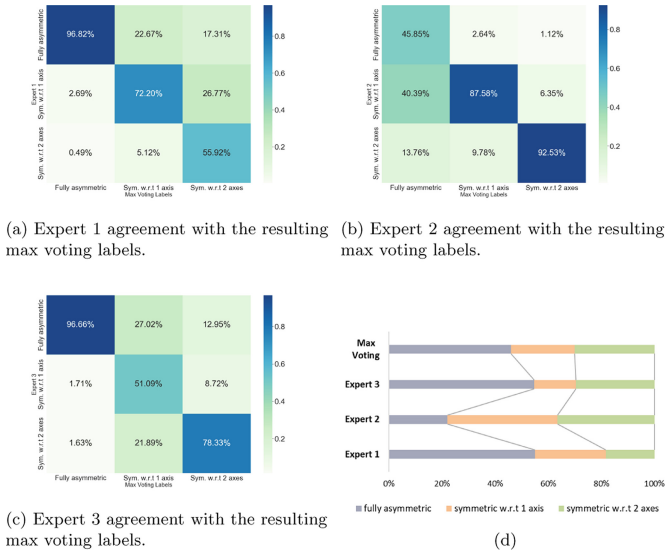 Fully asymmetric
Sym. w.r.t 1 axis
Sym. w.r.t 2 axes
Expert 1
96.82% 22.67% 17.31%
2.69% 72.20% 26.77%
0.49% 5.12% 55.92%
Fully asymmetric Sym. w.r.t 1 axis Sym. w.r.t 2 axes
Max Voting Labels
0.8
0.6
0.4
0.2
(a) Expert 1 agreement with the resulting
max voting labels.
Fully asymmetric
Sym. w.r.t 1 axis
Sym. w.r.t 2 axes
Expert 2
45.85% 2.64% 1.12%
40.39% 87.58% 6.35%
13.76% 9.78% 92.53%
Fully asymmetric Sym. w.r.t 1 axis Sym. w.r.t 2 axes
Max Voting Labels
0.8
0.6
0.4
0.2
(b) Expert 2 agreement with the resulting
max voting labels.
Fully asymmetric
Sym. w.r.t 1 axis
Sym. w.r.t 2 axes
Expert 3
96.66% 27.02% 12.95%
1.71% 51.09% 8.72%
1.63% 21.89% 78.33%
Fully asymmetric Sym. w.r.t 1 axis Sym. w.r.t 2 axes
Max Voting Labels
0.8
0.6
0.4
0.2
(c) Expert 3 agreement with the resulting
max voting labels.
Max
Voting
Expert 3
Expert 2
Expert 1
0% 20% 40% 60% 80% 100%
fully asymmetric symmetric w.r.t 1 axis symmetric w.r.t 2 axes
(d)